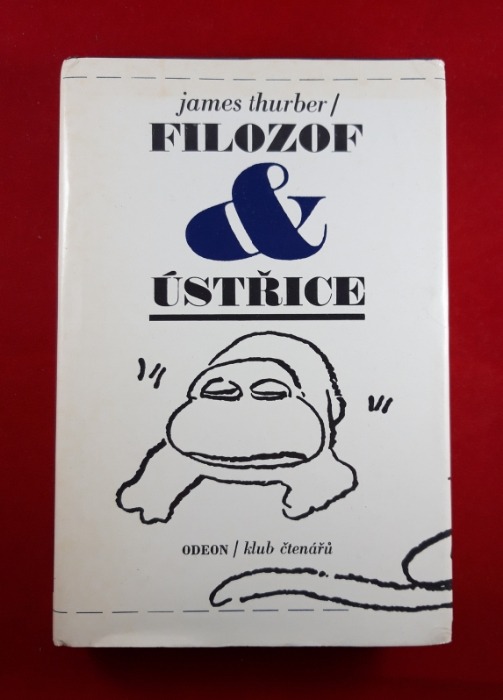 james thurber/
FILOZOF
&
ÚSTŘICE
ODEON / klub čtenářů